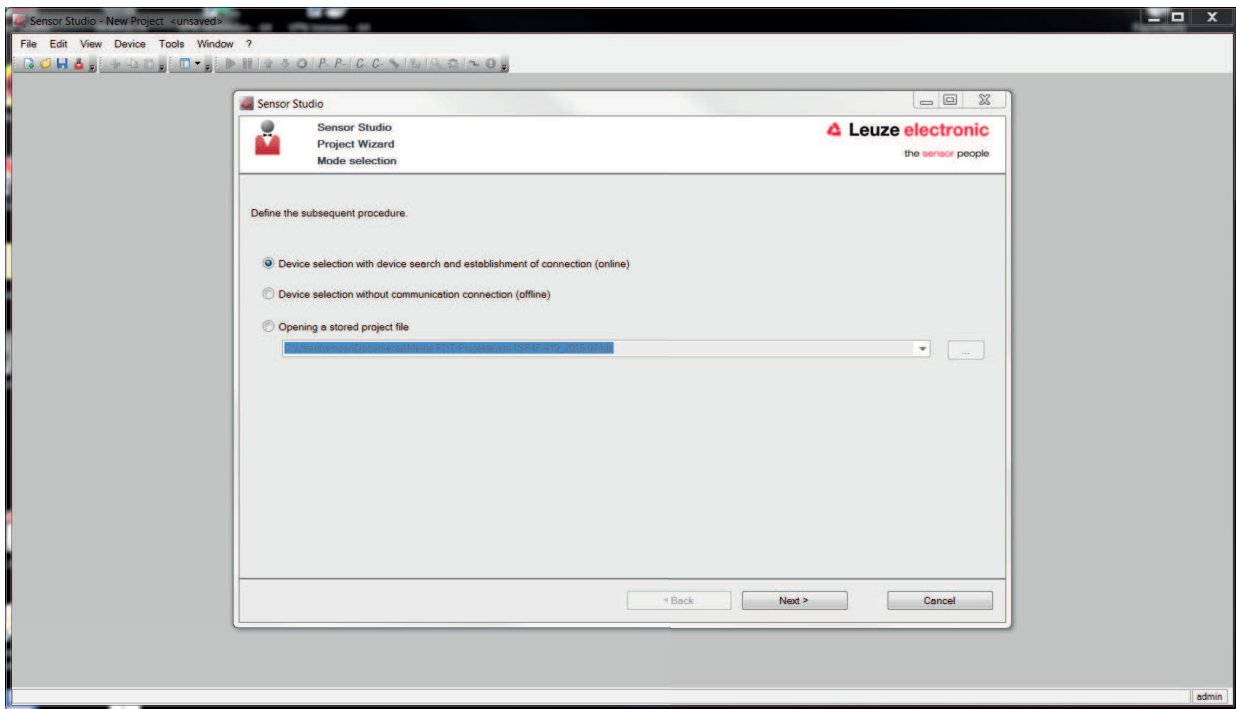 Sensor Studio - New Project <unsaved>
File Edit View Device Tools Window ?
P- P- C- C-
Sensor Studio
Sensor Studio
Project Wizard
Mode selection
Leuze electronic
the sensor people
Define the subsequent procedure.
Device selection with device search and establishment of connection (online)
Device selection without communication connection (offline)
Opening a stored project file
...
< Back Next > Cancel
admin